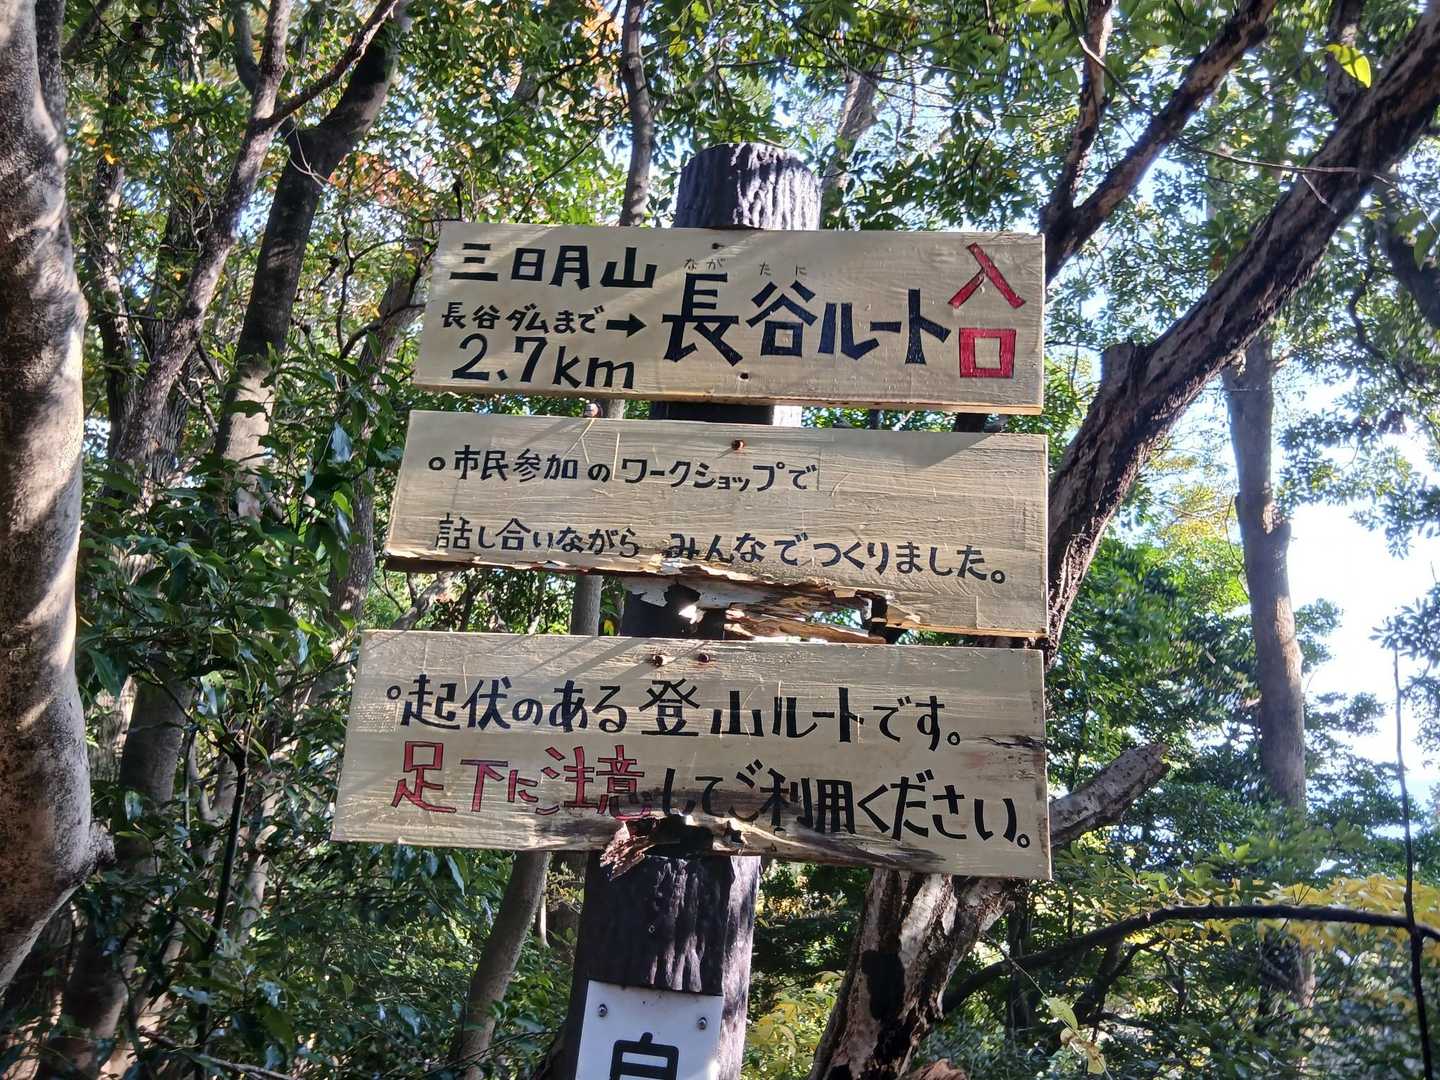 三日月山
長谷ダムまで→
2.7km
ながたに
長谷ルート
入口
○市民参加のワークショップで
話し合いながら みんなでつくりました。
○起伏のある登山ルートです。
足下に注意してご利用ください。